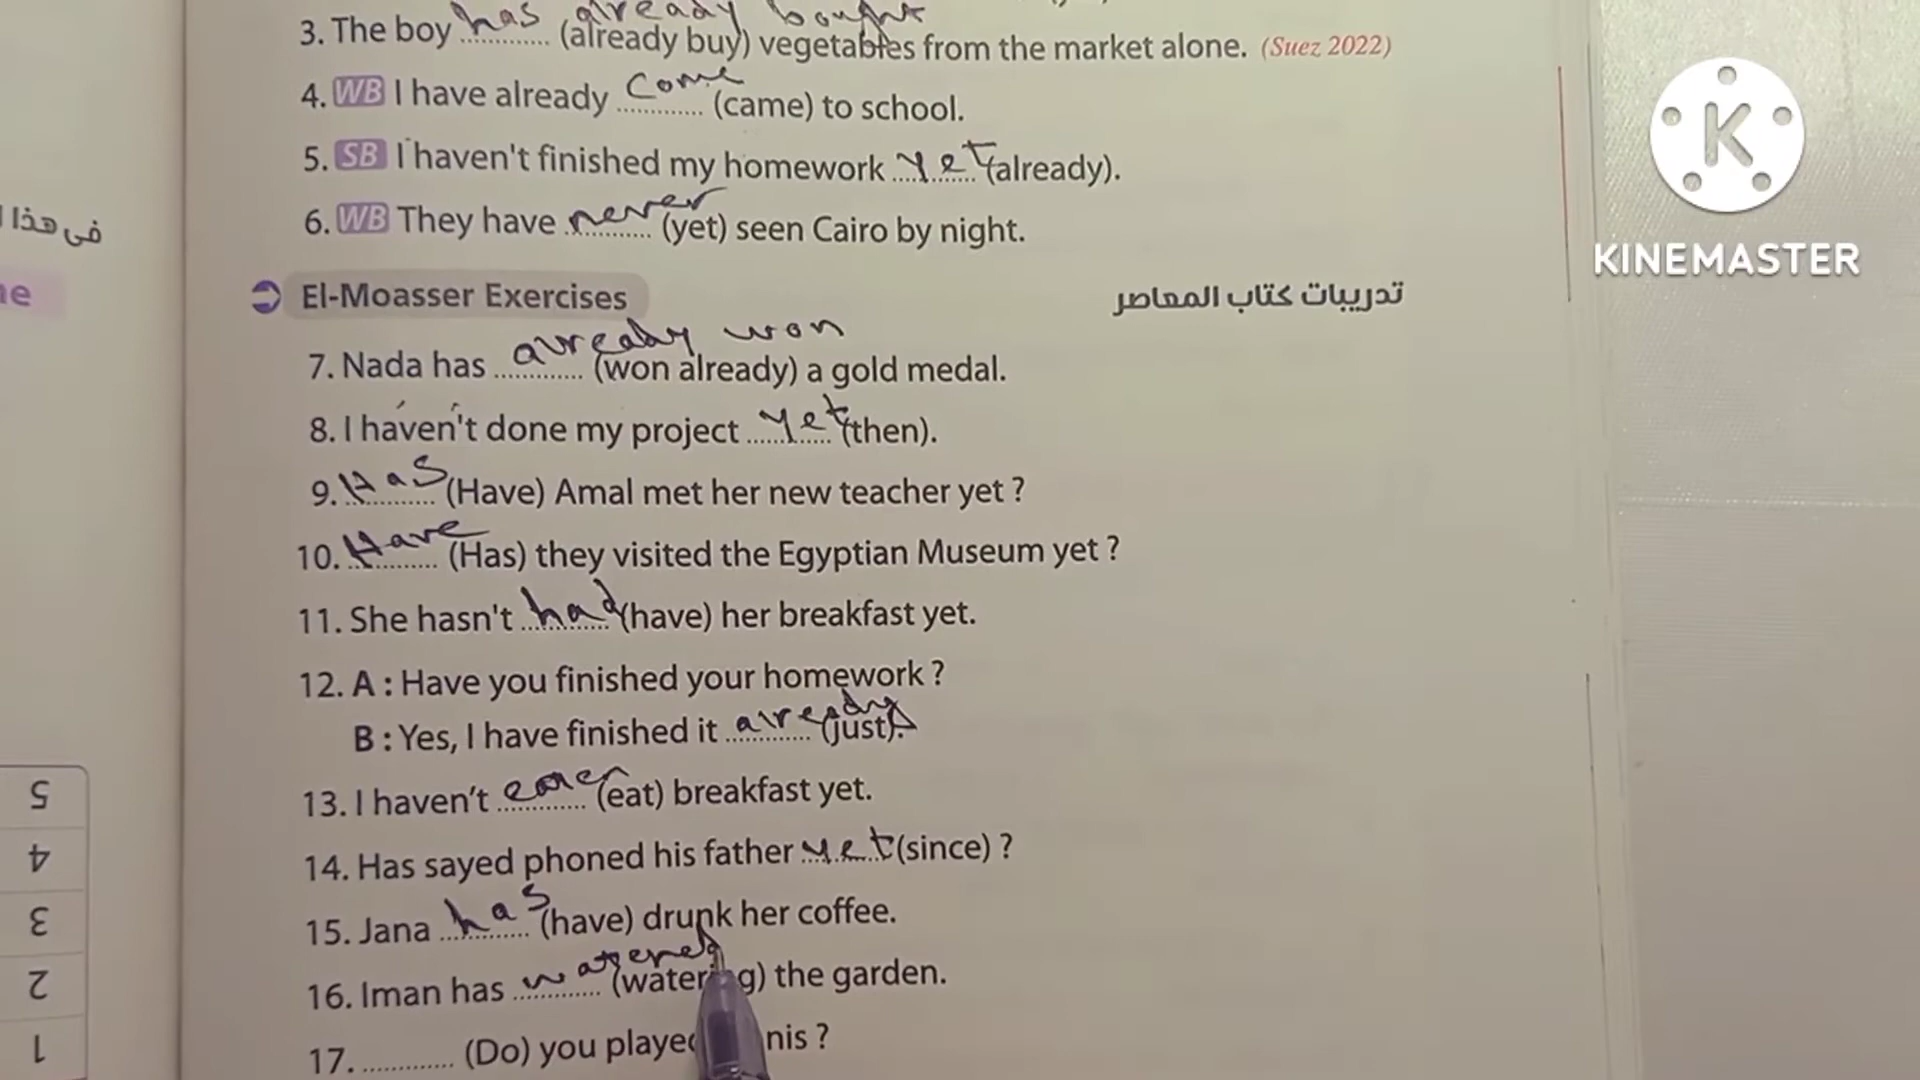 3. The boy has already bought (already buy) vegetables from the market alone. (Suez 2022)
4. WB I have already come (came) to school.
5. SB I haven't finished my homework yet (already).
6. WB They have never (yet) seen Cairo by night.
El-Moasser Exercises تدريبات كتاب المعاصر
7. Nada has already won (won already) a gold medal.
8. I haven't done my project yet (then).
9. Has (Have) Amal met her new teacher yet ?
10. Have (Has) they visited the Egyptian Museum yet ?
11. She hasn't had (have) her breakfast yet.
12. A : Have you finished your homework ?
B : Yes, I have finished it already (just).
13. I haven't (eat) breakfast yet.
14. Has sayed phoned his father yet (since) ?
15. Jana has (have) drunk her coffee.
16. Iman has watered (watering) the garden.
17. ............ (Do) you played nis ?
فى هذا
5
4
3
2
1
K
KINEMASTER